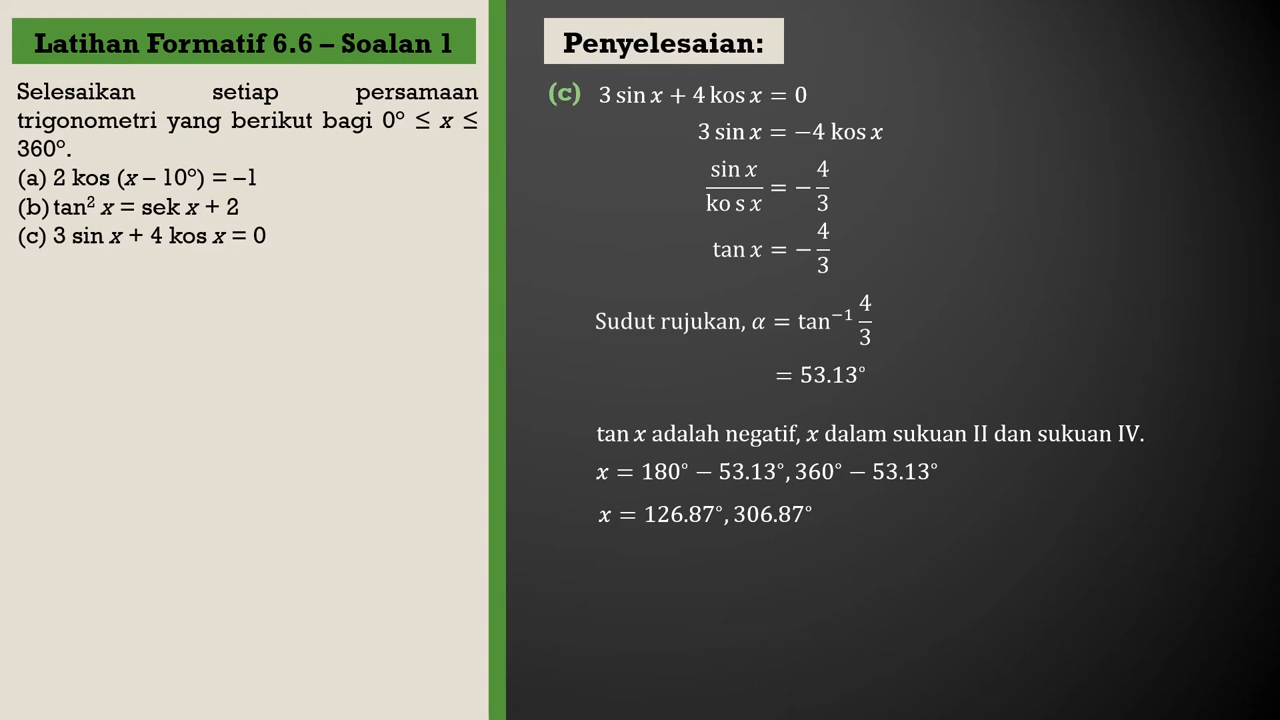 Latihan Formatif 6.6 – Soalan 1
Selesaikan setiap persamaan
trigonometri yang berikut bagi 0° ≤ x ≤
360°.
(a) 2 kos (x – 10°) = –1
(b) tan² x = sek x + 2
(c) 3 sin x + 4 kos x = 0
Penyelesaian:
(c) 3 sin x + 4 kos x = 0
3 sin x = −4 kos x
sin x / ko s x = − 4/3
tan x = − 4/3
Sudut rujukan, α = tan⁻¹ 4/3
= 53.13°
tan x adalah negatif, x dalam sukuan II dan sukuan IV.
x = 180° − 53.13°, 360° − 53.13°
x = 126.87°, 306.87°